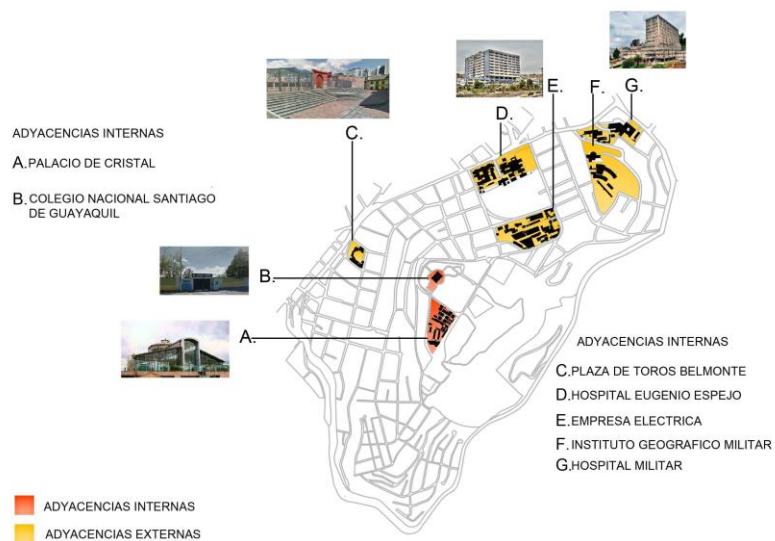 G.
F.
E.
D.
C.
ADYACENCIAS INTERNAS
A. PALACIO DE CRISTAL
B. COLEGIO NACIONAL SANTIAGO
DE GUAYAQUIL
B.
A.
ADYACENCIAS INTERNAS
C. PLAZA DE TOROS BELMONTE
D. HOSPITAL EUGENIO ESPEJO
E. EMPRESA ELECTRICA
F. INSTITUTO GEOGRAFICO MILITAR
G. HOSPITAL MILITAR
ADYACENCIAS INTERNAS
ADYACENCIAS EXTERNAS